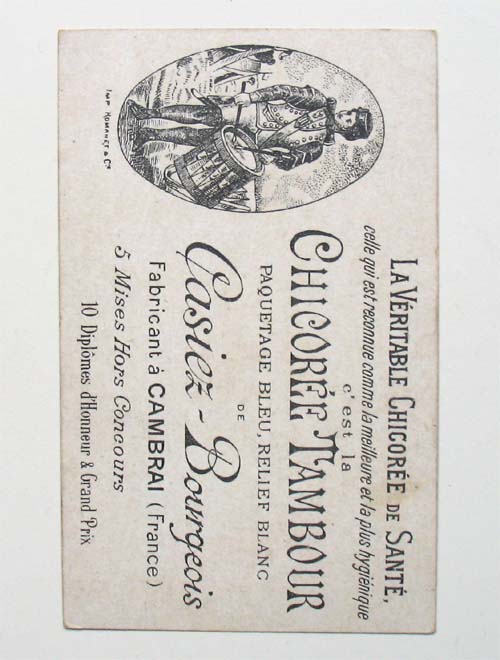 LA VÉRITABLE CHICORÉE DE SANTÉ,
celle qui est reconnue comme la meilleure et la plus hygiénique
c'est la
CHICORÉE TAMBOUR
PAQUETAGE BLEU, RELIEF BLANC
DE
Casiez-Bourgeois
Fabricant à CAMBRAI (France)
5 Mises Hors Concours
10 Diplômes d'Honneur & Grand Prix
IMP ROMANET & Cie